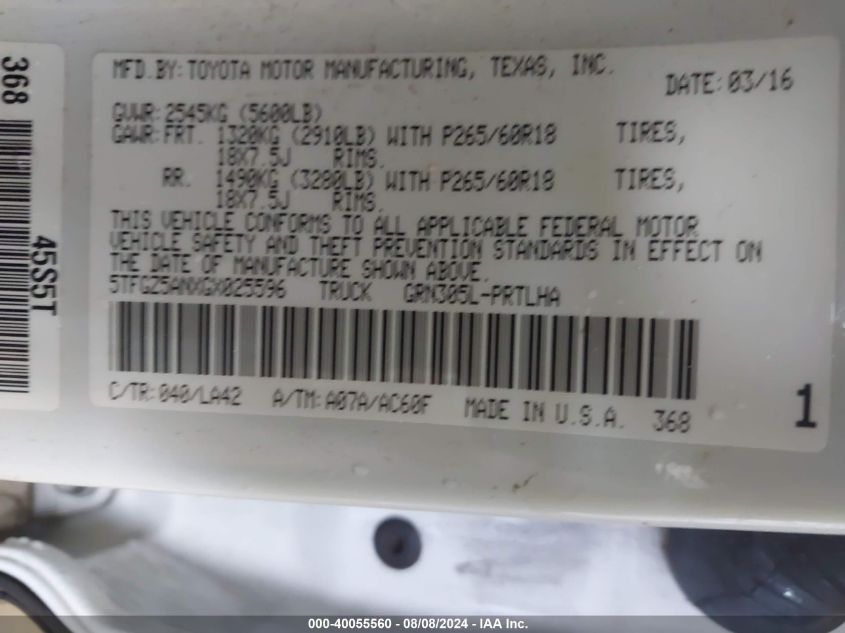 368
45S5T
MFD.BY:TOYOTA MOTOR MANUFACTURING, TEXAS, INC.
DATE:03/16
GVWR:2545KG (5600LB)
GAWR:FRT. 1320KG (2910LB) WITH P265/60R18 TIRES,
18X7.5J RIMS.
RR. 1490KG (3280LB) WITH P265/60R18 TIRES,
18X7.5J RIMS.
THIS VEHICLE CONFORMS TO ALL APPLICABLE FEDERAL MOTOR
VEHICLE SAFETY AND THEFT PREVENTION STANDARDS IN EFFECT ON
THE DATE OF MANUFACTURE SHOWN ABOVE.
5TFGZ5ANXGX025596 TRUCK GRN305L-PRTLHA
C/TR:040/LA42 A/TM:A07A/AC60F MADE IN U.S.A. 368
1
000-40055560 - 08/08/2024 - IAA Inc.